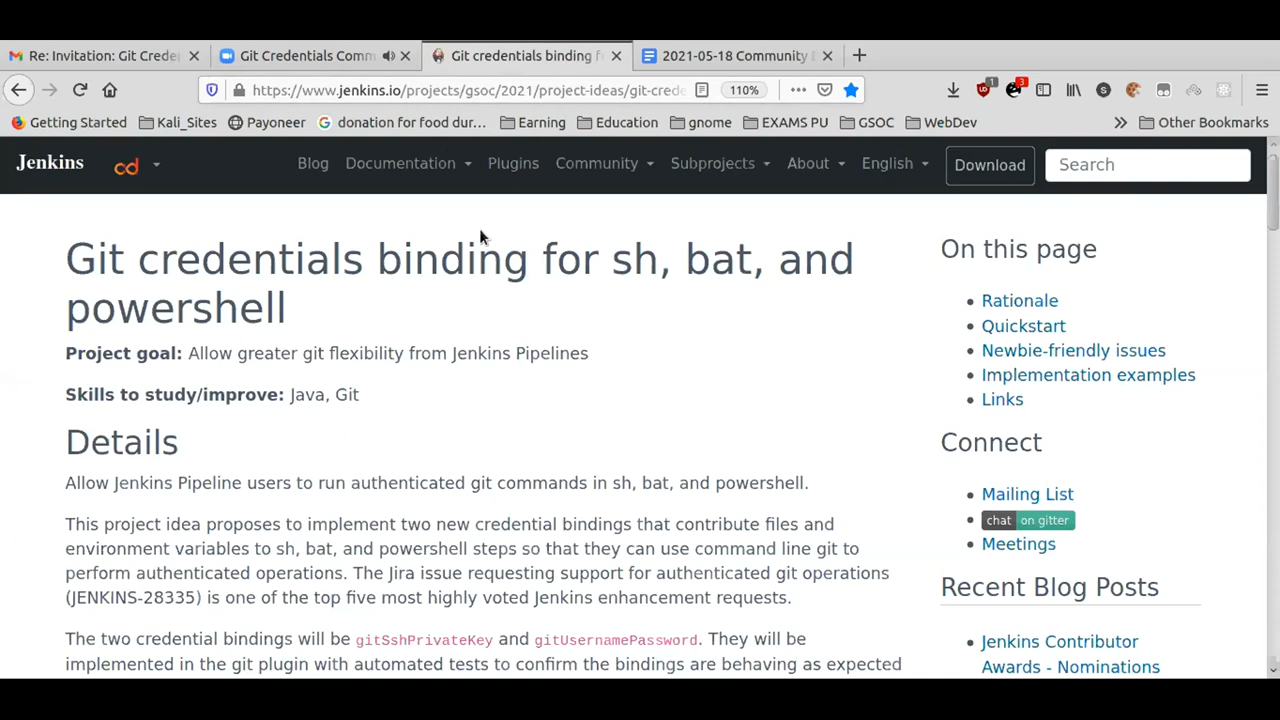 Re: Invitation: Git Crede
Git Credentials Comm
Git credentials binding f
2021-05-18 Community
https://www.jenkins.io/projects/gsoc/2021/project-ideas/git-crede
110%
1
3
Getting Started
Kali_Sites
Payoneer
donation for food dur...
Earning
Education
gnome
EXAMS PU
GSOC
WebDev
Other Bookmarks
Jenkins
cd
Blog
Documentation
Plugins
Community
Subprojects
About
English
Download
Search
Git credentials binding for sh, bat, and
powershell
Project goal: Allow greater git flexibility from Jenkins Pipelines
Skills to study/improve: Java, Git
Details
Allow Jenkins Pipeline users to run authenticated git commands in sh, bat, and powershell.
This project idea proposes to implement two new credential bindings that contribute files and
environment variables to sh, bat, and powershell steps so that they can use command line git to
perform authenticated operations. The Jira issue requesting support for authenticated git operations
(JENKINS-28335) is one of the top five most highly voted Jenkins enhancement requests.
The two credential bindings will be gitSshPrivateKey and gitUsernamePassword. They will be
implemented in the git plugin with automated tests to confirm the bindings are behaving as expected
On this page
Rationale
Quickstart
Newbie-friendly issues
Implementation examples
Links
Connect
Mailing List
chat on gitter
Meetings
Recent Blog Posts
Jenkins Contributor
Awards - Nominations